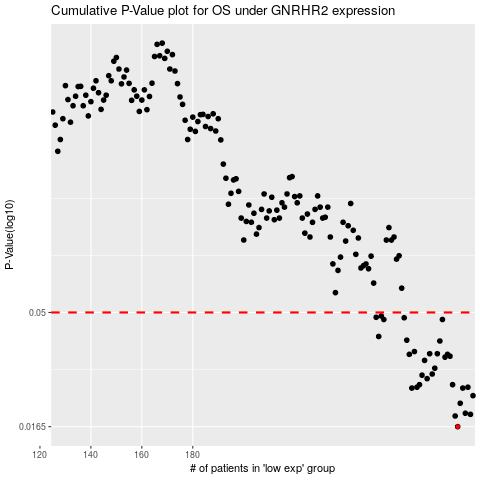 Cumulative P-Value plot for OS under GNRHR2 expression
P-Value(log10)
0.05
0.0165
120 140 160 180
# of patients in 'low exp' group